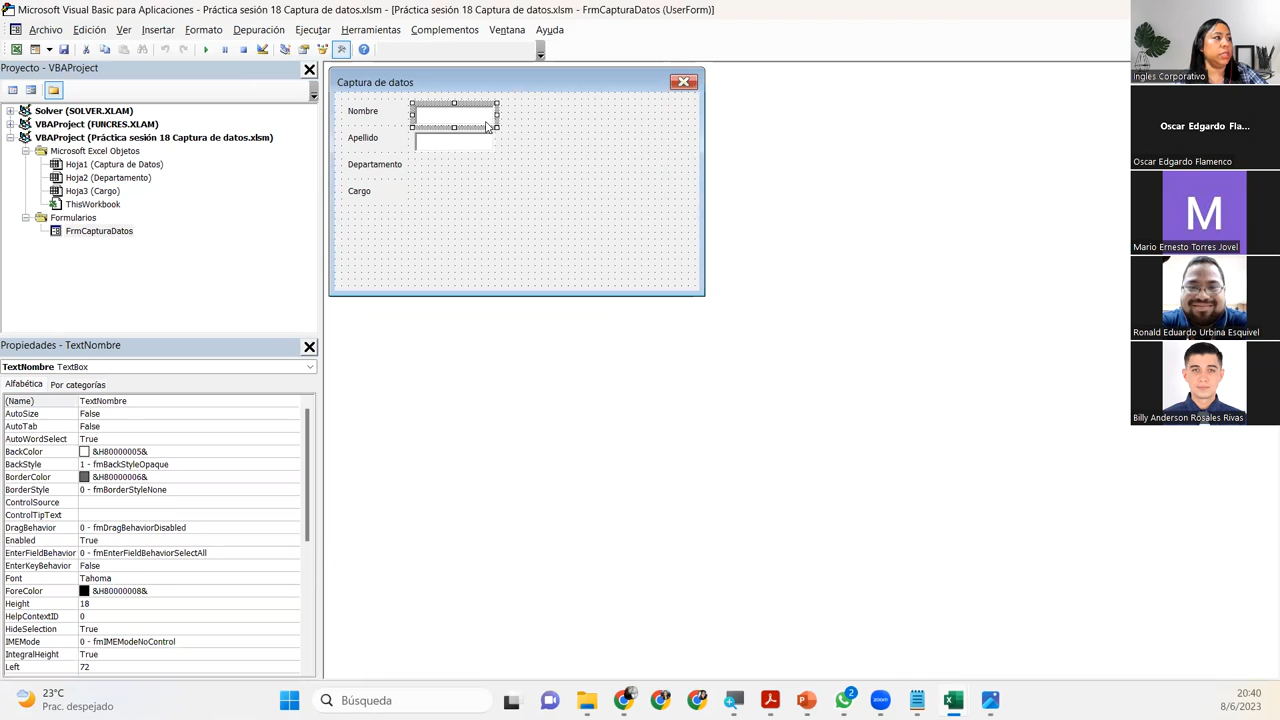 Microsoft Visual Basic para Aplicaciones - Práctica sesión 18 Captura de datos.xlsm - [Práctica sesión 18 Captura de datos.xlsm - FrmCapturaDatos (UserForm)]
Archivo Edición Ver Insertar Formato Depuración Ejecutar Herramientas Complementos Ventana Ayuda
Proyecto - VBAProject
Solver (SOLVER.XLAM)
VBAProject (FUNCRES.XLAM)
VBAProject (Práctica sesión 18 Captura de datos.xlsm)
Microsoft Excel Objetos
Hoja1 (Captura de Datos)
Hoja2 (Departamento)
Hoja3 (Cargo)
ThisWorkbook
Formularios
FrmCapturaDatos
Captura de datos
Nombre
Apellido
Departamento
Cargo
Propiedades - TextNombre
TextNombre TextBox
Alfabética Por categorías
(Name) TextNombre
AutoSize False
AutoTab False
AutoWordSelect True
BackColor &H80000005&
BackStyle 1 - fmBackStyleOpaque
BorderColor &H80000006&
BorderStyle 0 - fmBorderStyleNone
ControlSource
ControlTipText
DragBehavior 0 - fmDragBehaviorDisabled
Enabled True
EnterFieldBehavior 0 - fmEnterFieldBehaviorSelectAll
EnterKeyBehavior False
Font Tahoma
ForeColor &H80000008&
Height 18
HelpContextID 0
HideSelection True
IMEMode 0 - fmIMEModeNoControl
IntegralHeight True
Left 72
Ingles Corporativo
Oscar Edgardo Fla...
Oscar Edgardo Flamenco
M
Mario Ernesto Torres Jovel
Ronald Eduardo Urbina Esquivel
Billy Anderson Rosales Rivas
23°C
Prac. despejado
Búsqueda
2
20:40
8/6/2023